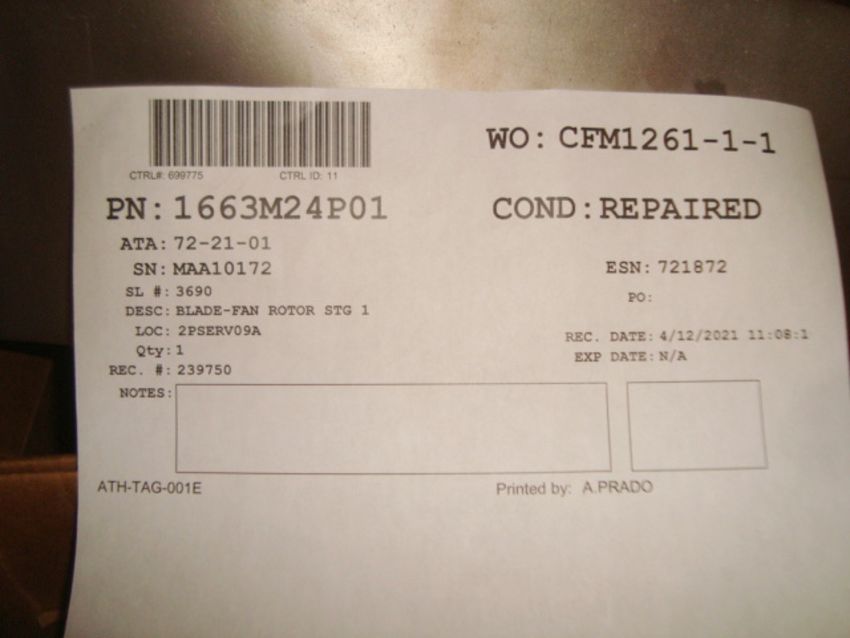 WO: CFM1261-1-1
CTRL#: 699775 CTRL ID: 11
PN: 1663M24P01 COND: REPAIRED
ATA: 72-21-01
SN: MAA10172 ESN: 721872
SL #: 3690 PO:
DESC: BLADE-FAN ROTOR STG 1
LOC: 2PSERV09A REC. DATE: 4/12/2021 11:08:1
Qty: 1 EXP DATE: N/A
REC. #: 239750
NOTES:
ATH-TAG-001E Printed by: A.PRADO